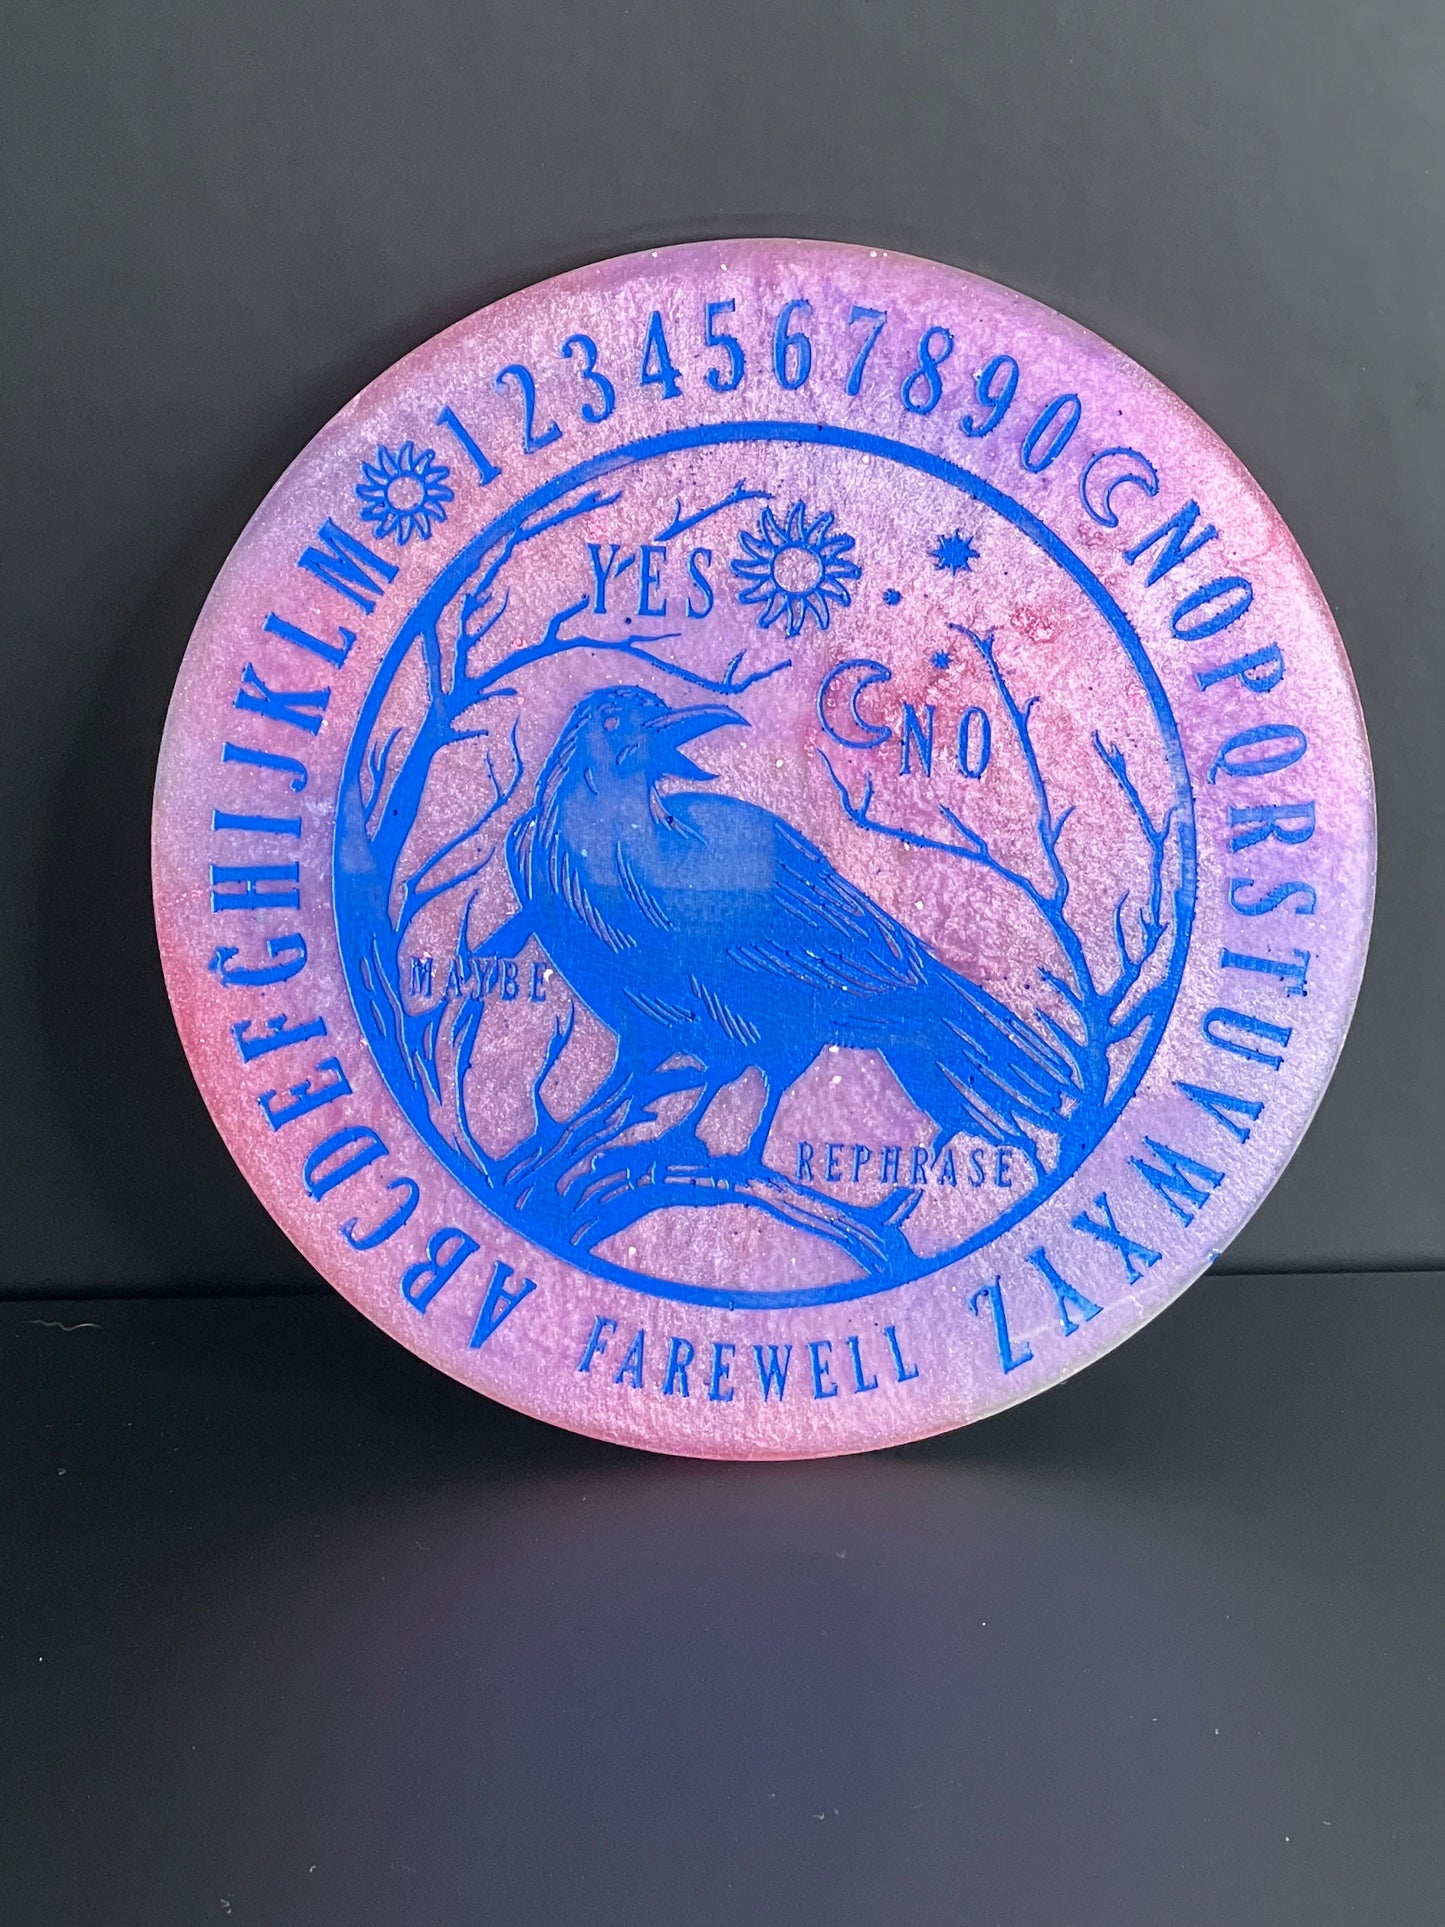 1234567890
ABCDEFGHIJKLM
NOPQRSTUVWXYZ
YES
NO
MAYBE
REPHRASE
FAREWELL